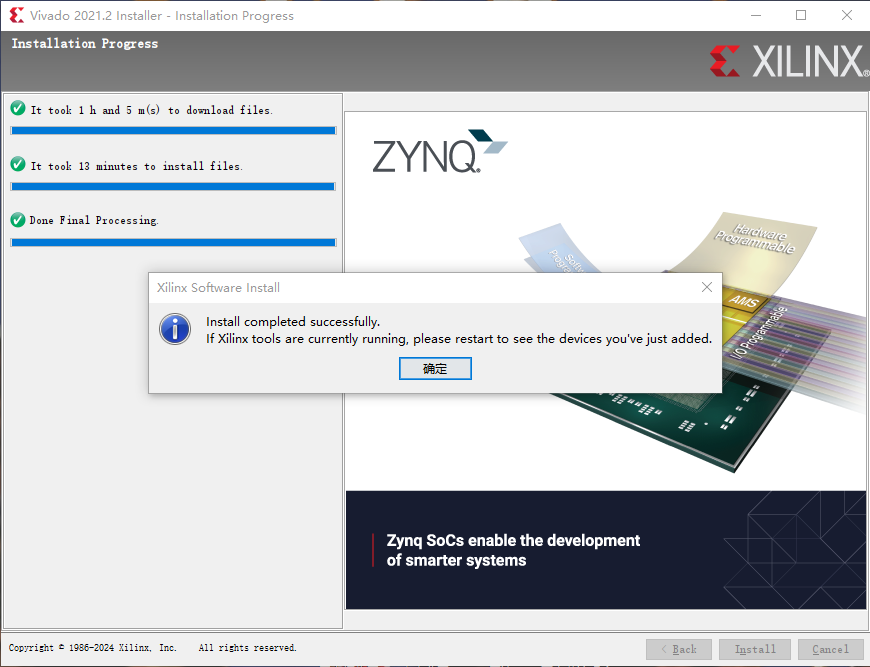 Vivado 2021.2 Installer - Installation Progress
Installation Progress
XILINX®
It took 1 h and 5 m(s) to download files.
It took 13 minutes to install files.
Done Final Processing.
ZYNQ®
Hardware
Programmable
AMS
I/O Programmable
Xilinx Software Install
Install completed successfully.
If Xilinx tools are currently running, please restart to see the devices you've just added.
确定
Zynq SoCs enable the development
of smarter systems
Copyright © 1986-2024 Xilinx, Inc. All rights reserved.
< Back
Install
Cancel